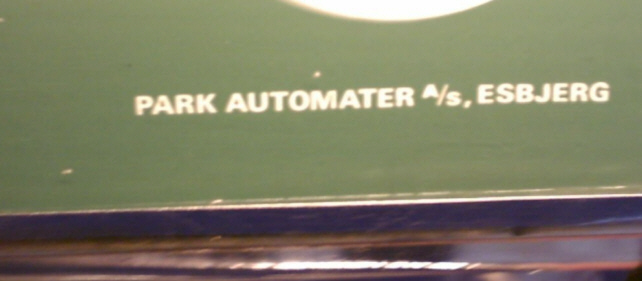 PARK AUTOMATER A/S, ESBJERG